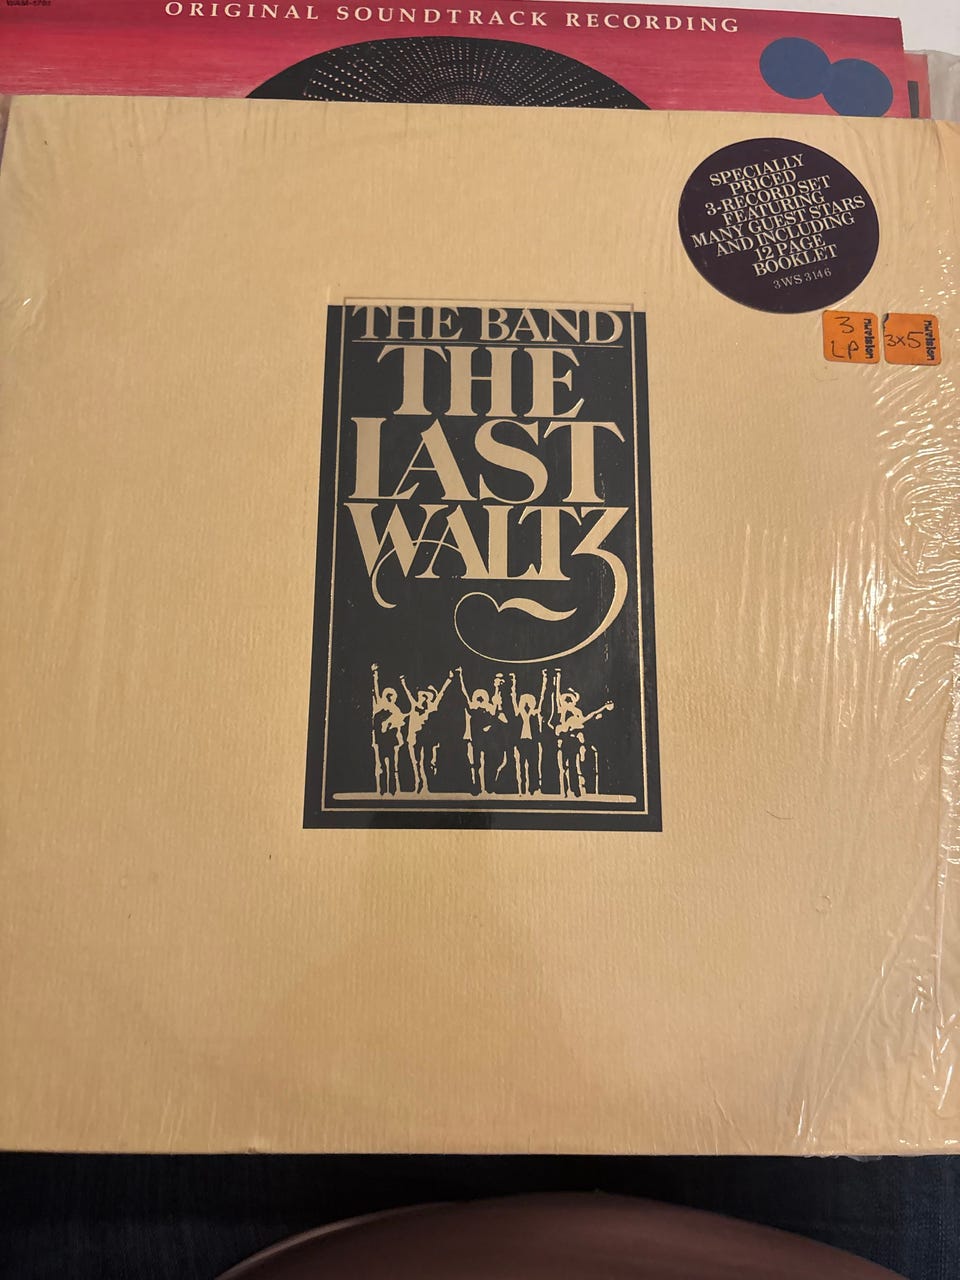 ORIGINAL SOUNDTRACK RECORDING
SPECIALLY
PRICED
3-RECORD SET
FEATURING
MANY GUEST STARS
AND INCLUDING
12 PAGE
BOOKLET
3WS 3146
3
LP
3x5
THE BAND
THE
LAST
WALTZ